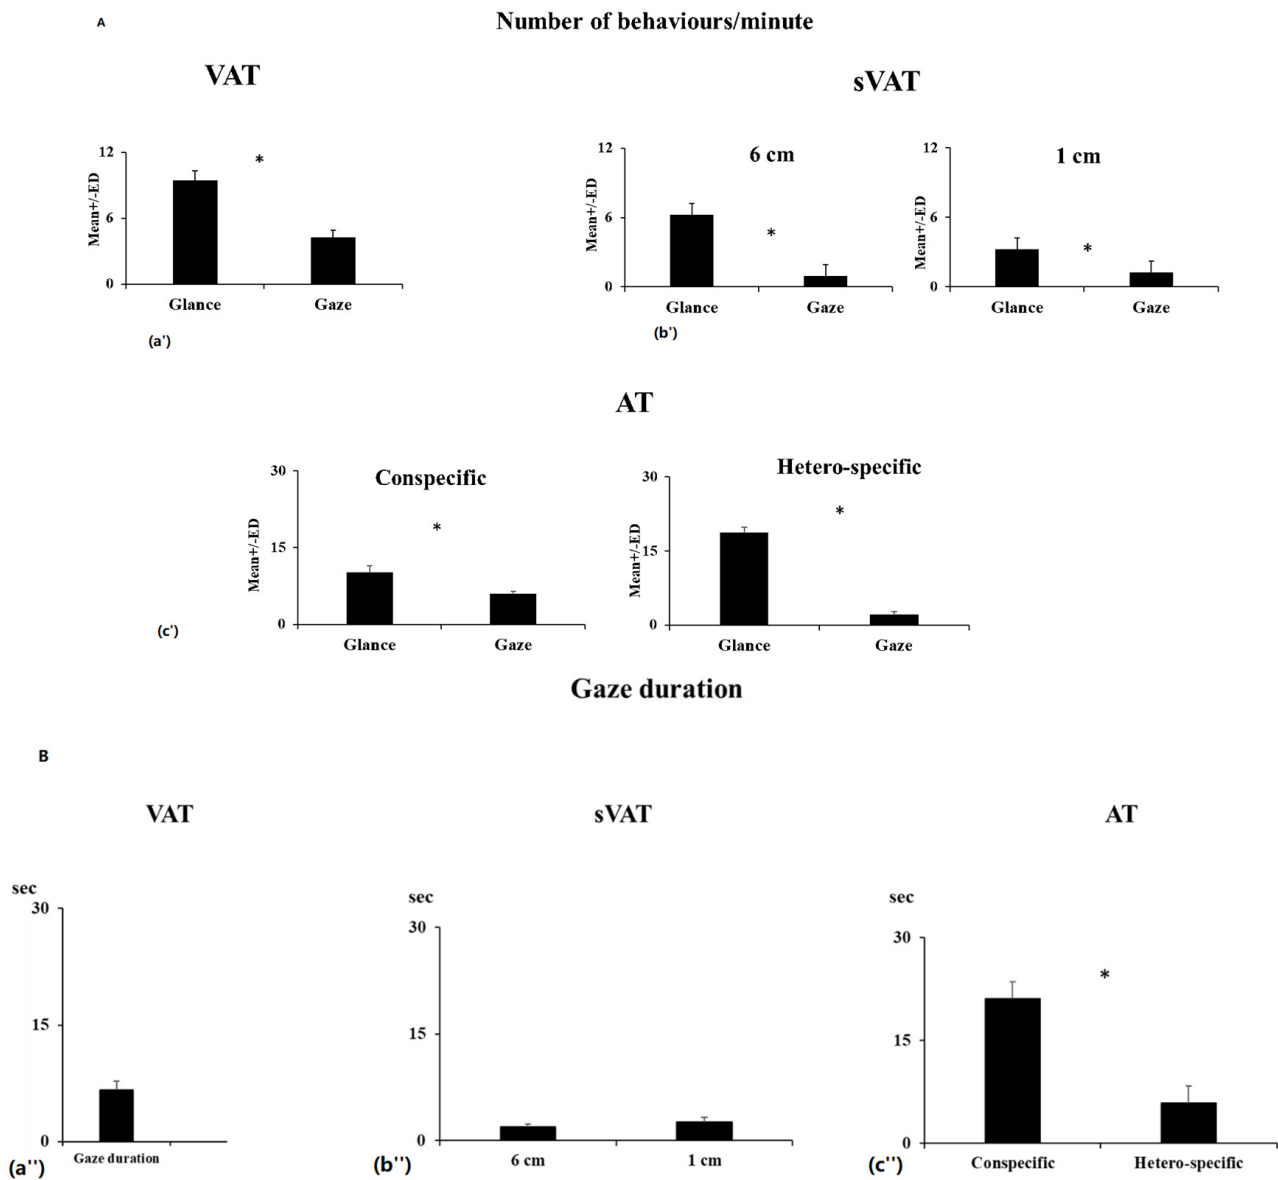 A
Number of behaviours/minute
VAT
sVAT
12
6
0
Mean+/-ED
*
Glance Gaze
(a')
12
6
0
Mean+/-ED
6 cm
*
Glance Gaze
(b')
12
6
0
Mean+/-ED
1 cm
*
Glance Gaze
AT
30
15
0
Mean+/-ED
Conspecific
*
Glance Gaze
(c')
30
15
0
Mean+/-ED
Hetero-specific
*
Glance Gaze
Gaze duration
B
VAT
sec
30
15
0
Gaze duration
(a'')
sVAT
sec
30
15
0
6 cm 1 cm
(b'')
AT
sec
30
15
0
*
Conspecific Hetero-specific
(c'')